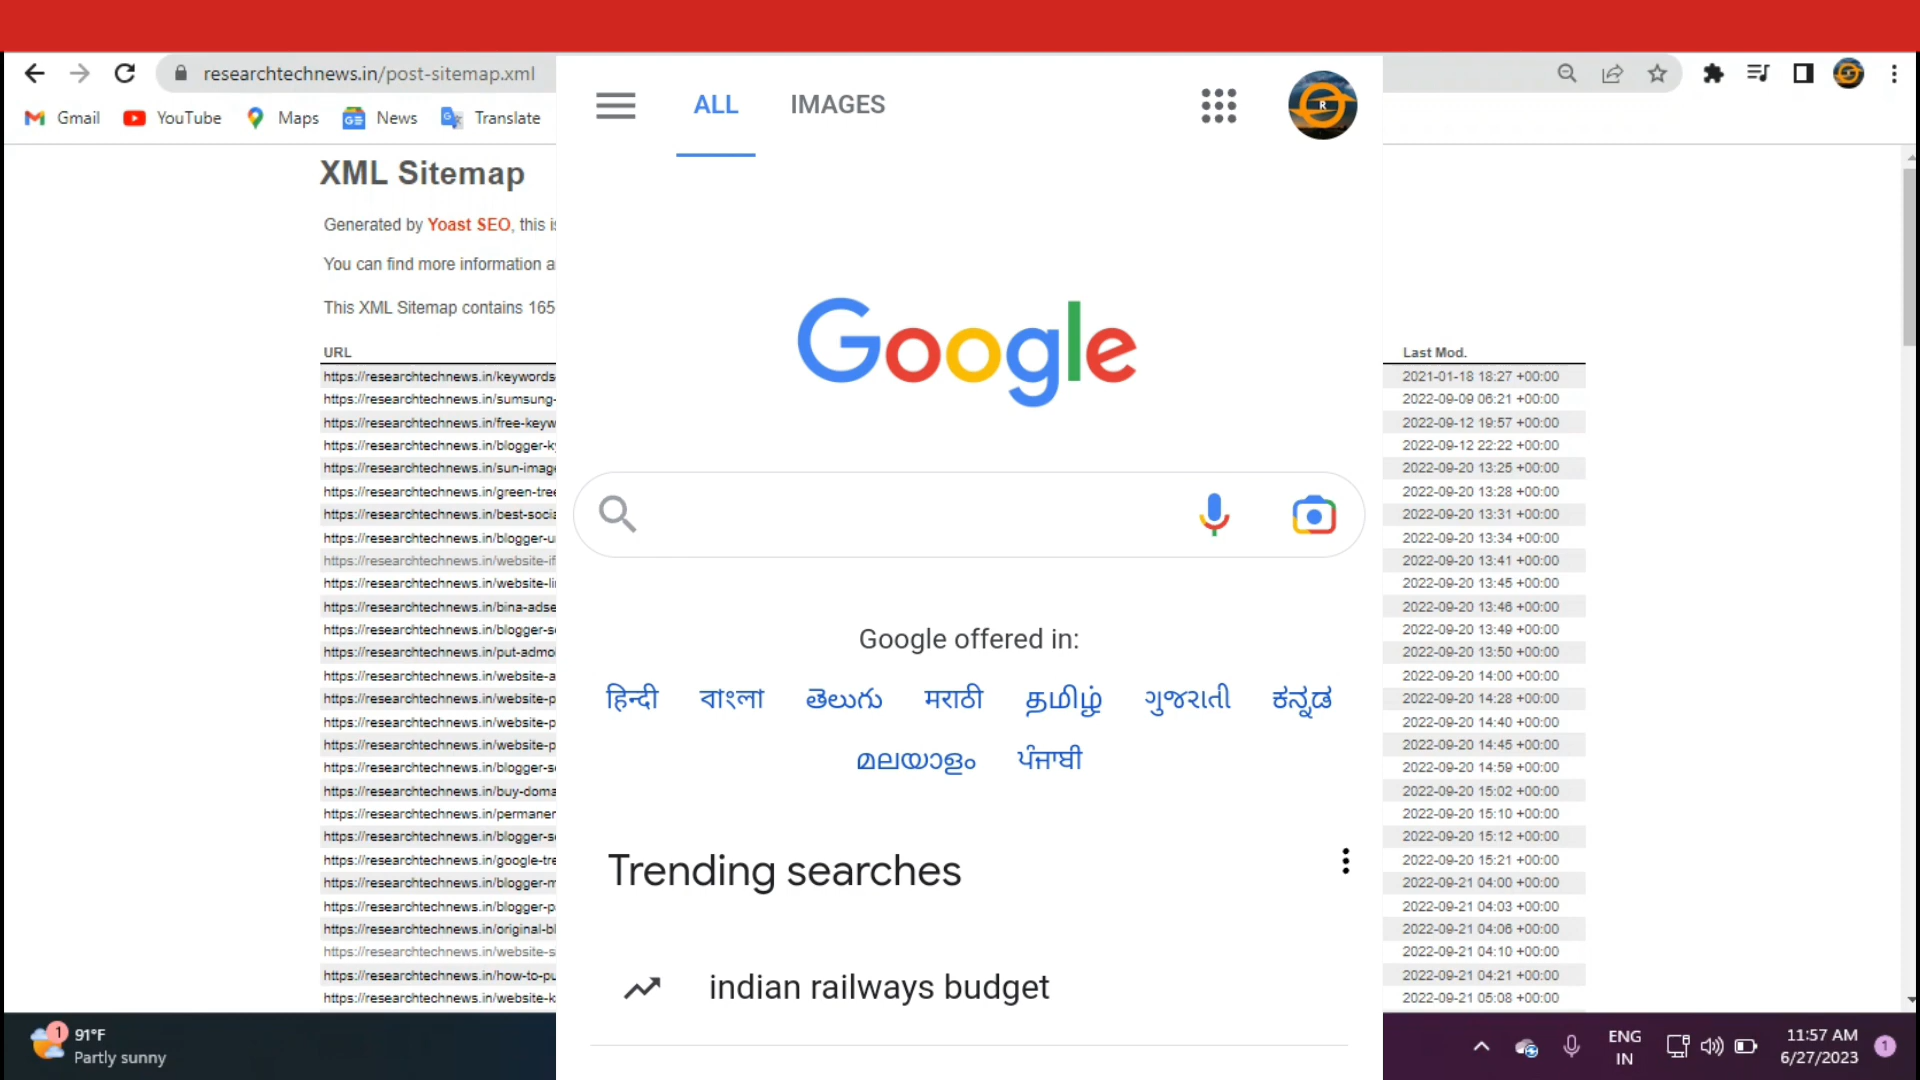 researchtechnews.in/post-sitemap.xml
Gmail YouTube Maps News Translate
XML Sitemap
Generated by Yoast SEO, this
You can find more information
This XML Sitemap contains 165
URL
https://researchtechnews.in/keywords-
https://researchtechnews.in/sumsung-
https://researchtechnews.in/free-keyw
https://researchtechnews.in/blogger-k
https://researchtechnews.in/sun-image
https://researchtechnews.in/green-tree
https://researchtechnews.in/best-socia
https://researchtechnews.in/blogger-u
https://researchtechnews.in/website-if
https://researchtechnews.in/website-li
https://researchtechnews.in/bina-adse
https://researchtechnews.in/blogger-s
https://researchtechnews.in/put-admo
https://researchtechnews.in/website-a
https://researchtechnews.in/website-p
https://researchtechnews.in/website-p
https://researchtechnews.in/website-p
https://researchtechnews.in/blogger-s
https://researchtechnews.in/buy-doma
https://researchtechnews.in/permaner
https://researchtechnews.in/blogger-s
https://researchtechnews.in/google-tre
https://researchtechnews.in/blogger-m
https://researchtechnews.in/blogger-p
https://researchtechnews.in/original-bl
https://researchtechnews.in/website-s
https://researchtechnews.in/how-to-pu
https://researchtechnews.in/website-k
ALL IMAGES
R
Google
Google offered in:
हिन्दी বাংলা తెలుగు मराठी தமிழ் ગુજરાતી ಕನ್ನಡ
മലയാളം ਪੰਜਾਬੀ
Trending searches
indian railways budget
Last Mod.
2021-01-18 18:27 +00:00
2022-09-09 06:21 +00:00
2022-09-12 19:57 +00:00
2022-09-12 22:22 +00:00
2022-09-20 13:25 +00:00
2022-09-20 13:28 +00:00
2022-09-20 13:31 +00:00
2022-09-20 13:34 +00:00
2022-09-20 13:41 +00:00
2022-09-20 13:45 +00:00
2022-09-20 13:46 +00:00
2022-09-20 13:49 +00:00
2022-09-20 13:50 +00:00
2022-09-20 14:00 +00:00
2022-09-20 14:28 +00:00
2022-09-20 14:40 +00:00
2022-09-20 14:45 +00:00
2022-09-20 14:59 +00:00
2022-09-20 15:02 +00:00
2022-09-20 15:10 +00:00
2022-09-20 15:12 +00:00
2022-09-20 15:21 +00:00
2022-09-21 04:00 +00:00
2022-09-21 04:03 +00:00
2022-09-21 04:06 +00:00
2022-09-21 04:10 +00:00
2022-09-21 04:21 +00:00
2022-09-21 05:08 +00:00
1 91°F
Partly sunny
ENG
IN
11:57 AM
6/27/2023
1